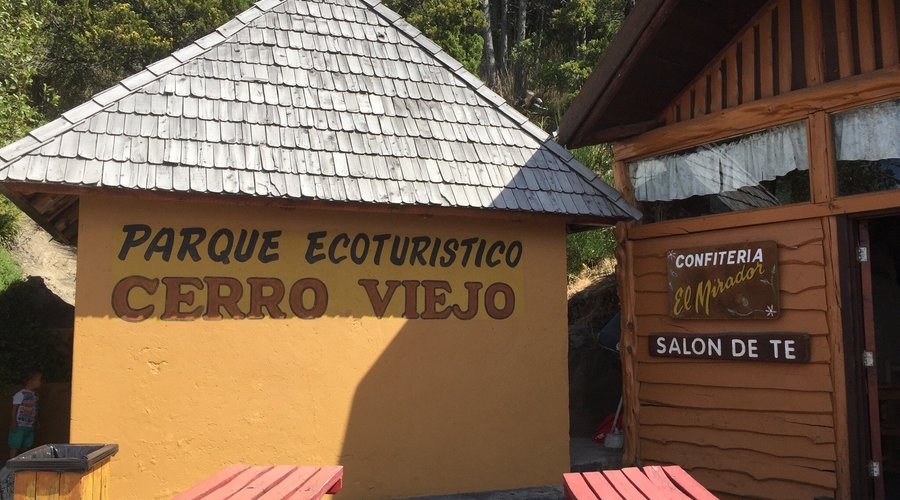 PARQUE ECOTURISTICO
CERRO VIEJO
CONFITERIA
El Mirador
SALON DE TE